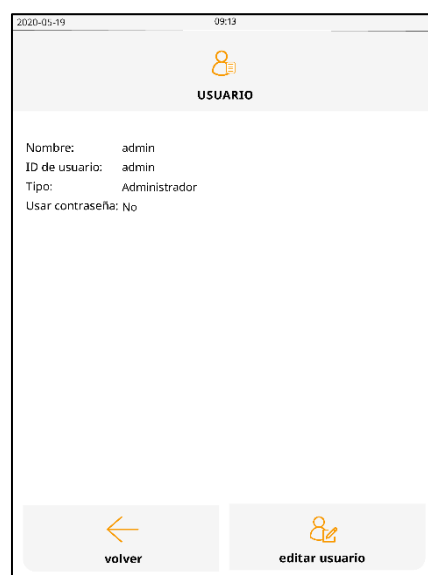 2020-05-19 09:13
USUARIO
Nombre: admin
ID de usuario: admin
Tipo: Administrador
Usar contraseña: No
volver editar usuario